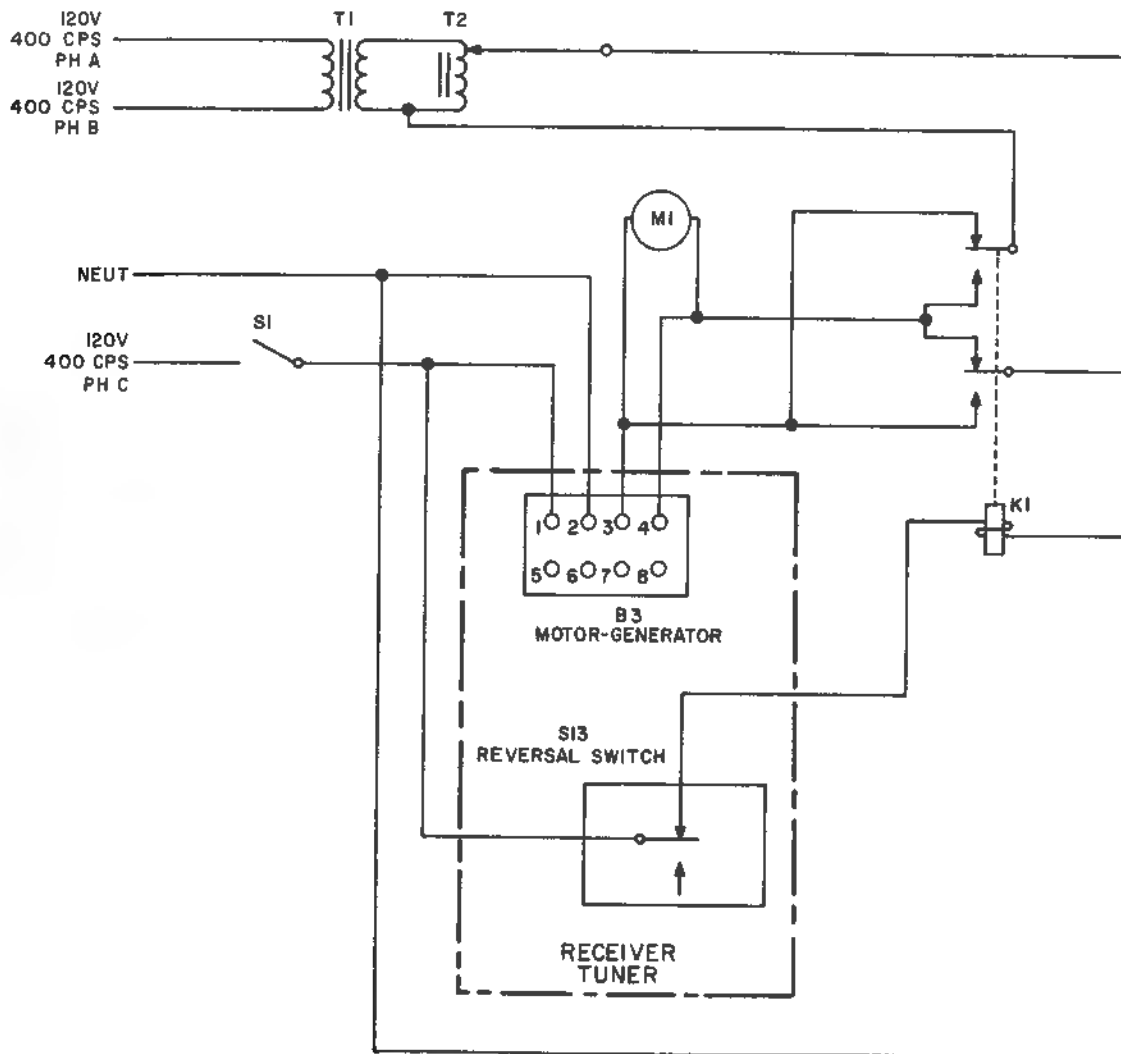 120V
400 CPS
PH A
T1
T2
120V
400 CPS
PH B
M1
NEUT
S1
120V
400 CPS
PH C
K1
1 2 3 4
5 6 7 8
B3
MOTOR-GENERATOR
S13
REVERSAL SWITCH
RECEIVER
TUNER